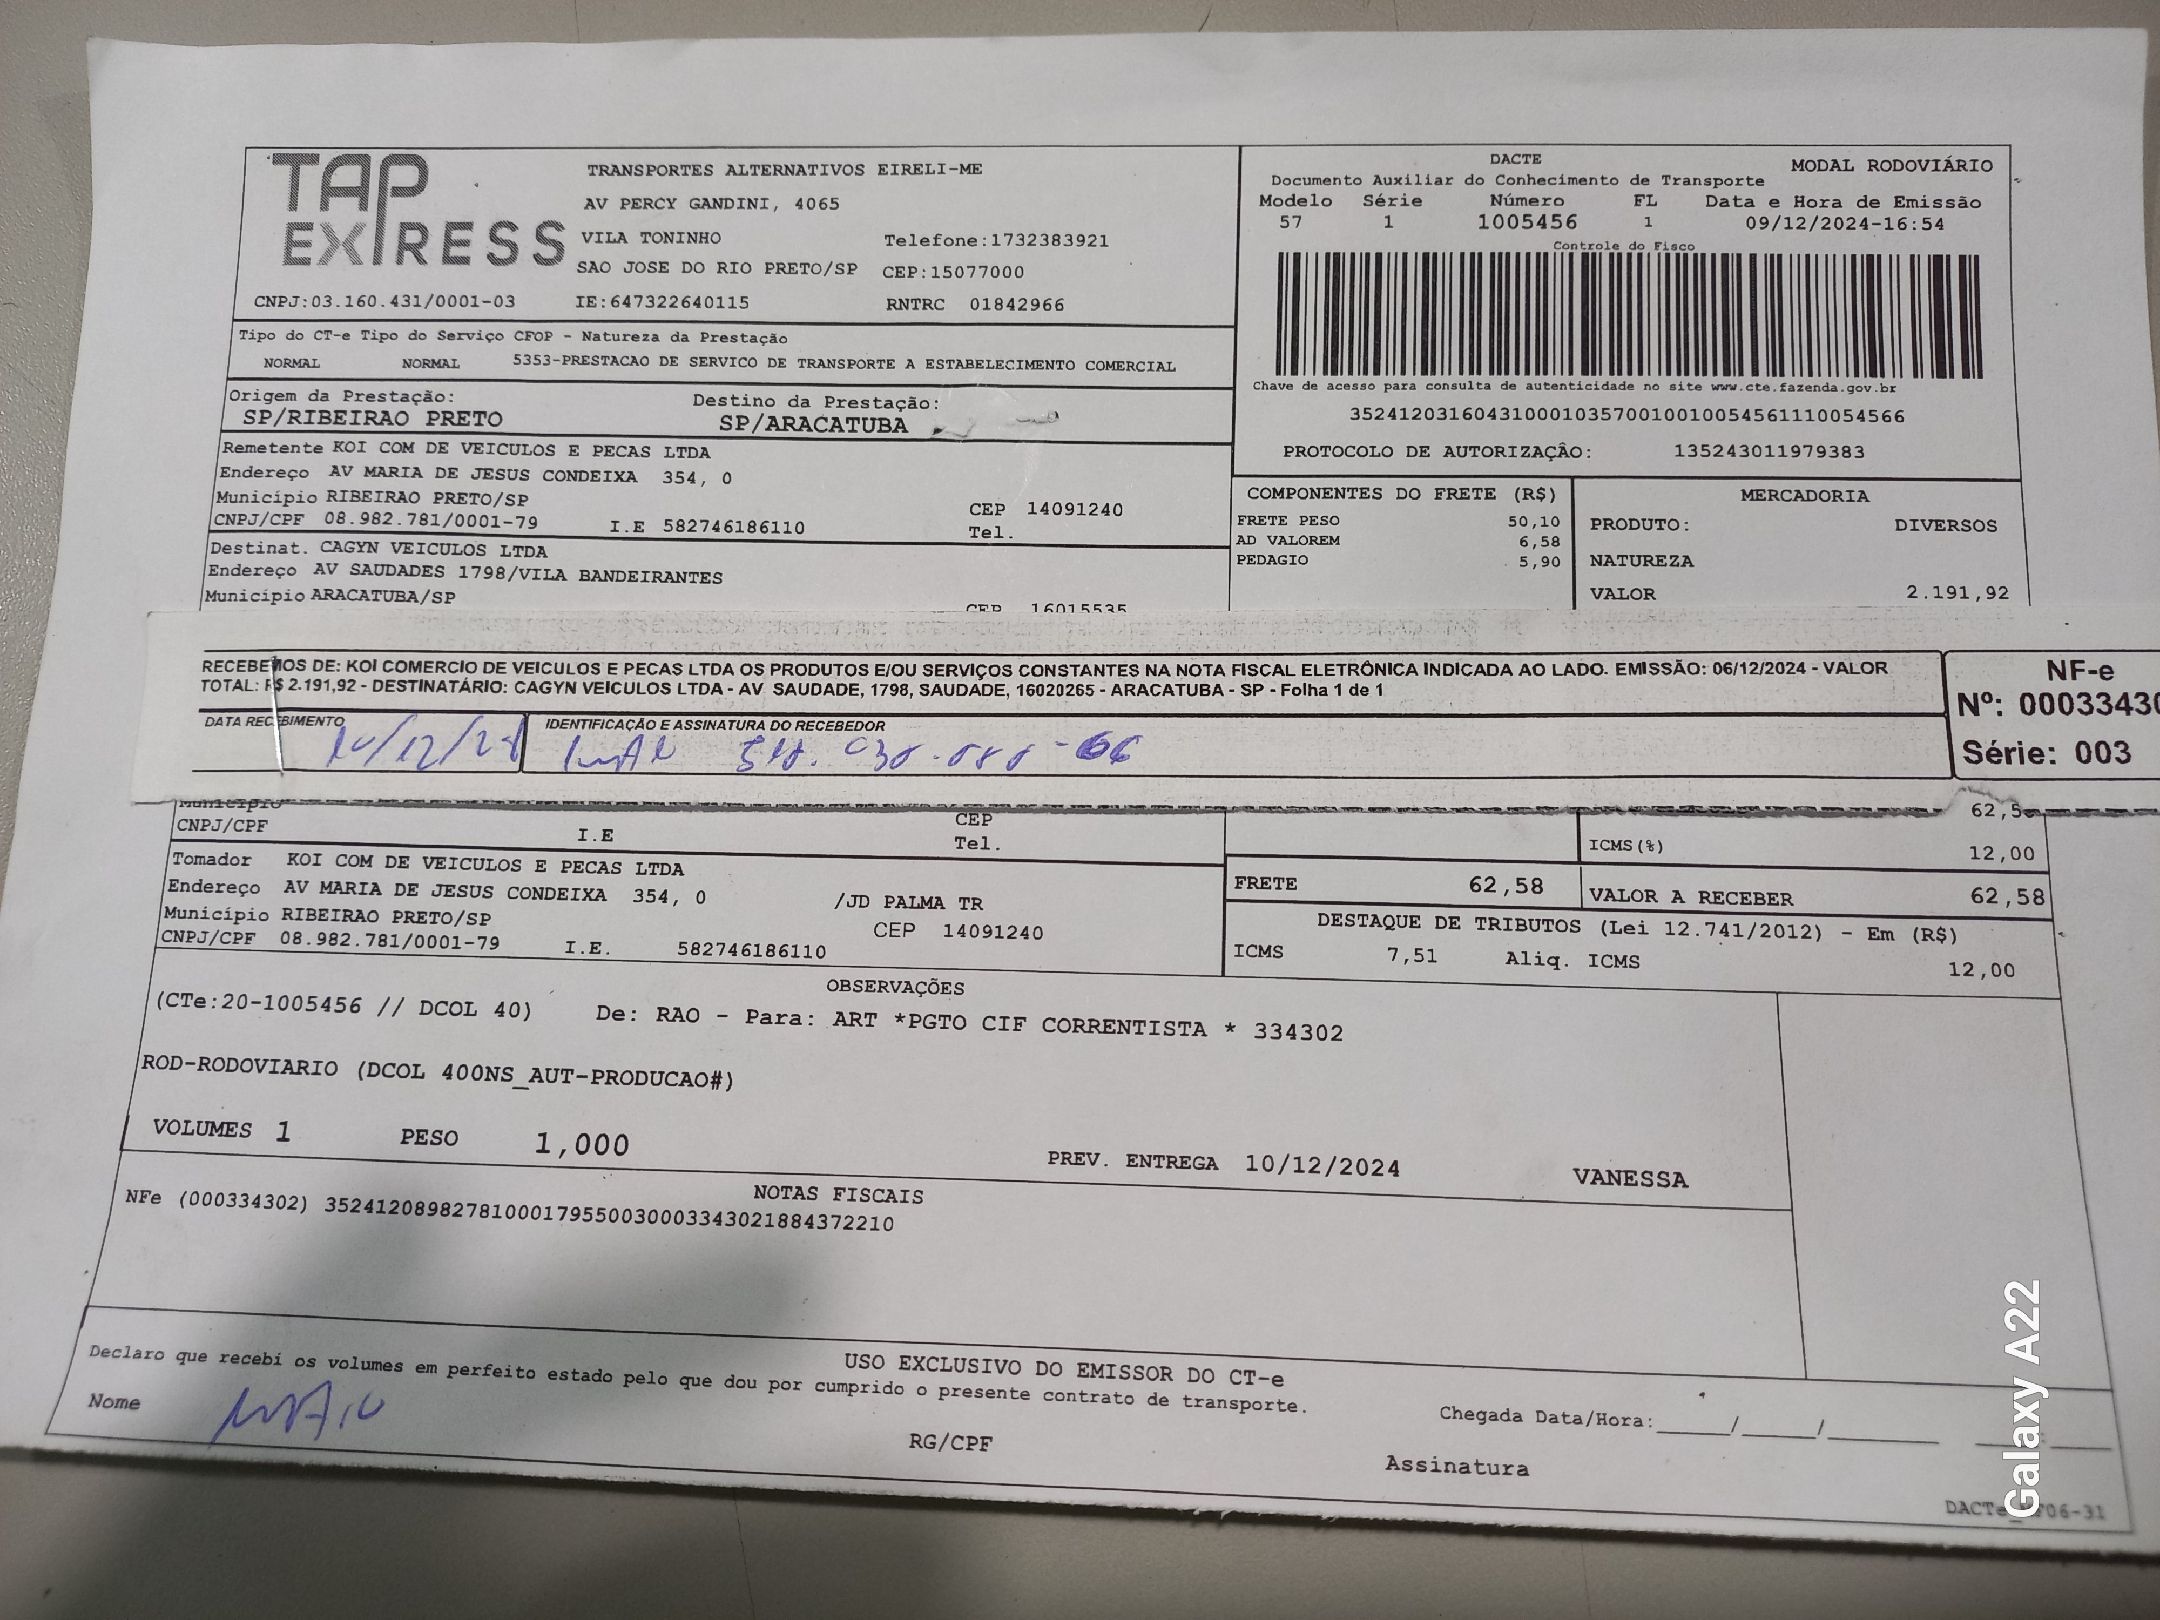 TAP EXPRESS
TRANSPORTES ALTERNATIVOS EIRELI-ME
AV PERCY GANDINI, 4065
VILA TONINHO Telefone:1732383921
SAO JOSE DO RIO PRETO/SP CEP:15077000
CNPJ:03.160.431/0001-03 IE:647322640115 RNTRC 01842966
DACTE MODAL RODOVIÁRIO
Documento Auxiliar do Conhecimento de Transporte
Modelo Série Número FL Data e Hora de Emissão
57 1 1005456 1 09/12/2024-16:54
Controle do Fisco
Chave de acesso para consulta de autenticidade no site www.cte.fazenda.gov.br
35241203160431000103570010010054561110054566
PROTOCOLO DE AUTORIZAÇÂO: 135243011979383
Tipo do CT-e Tipo do Serviço CFOP - Natureza da Prestação
NORMAL NORMAL 5353-PRESTACAO DE SERVICO DE TRANSPORTE A ESTABELECIMENTO COMERCIAL
Origem da Prestação: Destino da Prestação:
SP/RIBEIRAO PRETO SP/ARACATUBA
Remetente KOI COM DE VEICULOS E PECAS LTDA
Endereço AV MARIA DE JESUS CONDEIXA 354, 0
Município RIBEIRAO PRETO/SP CEP 14091240
CNPJ/CPF 08.982.781/0001-79 I.E 582746186110 Tel.
Destinat. CAGYN VEICULOS LTDA
Endereço AV SAUDADES 1798/VILA BANDEIRANTES
Município ARACATUBA/SP CEP 16015535
COMPONENTES DO FRETE (R$)
FRETE PESO 50,10
AD VALOREM 6,58
PEDAGIO 5,90
MERCADORIA
PRODUTO: DIVERSOS
NATUREZA
VALOR 2.191,92
RECEBEMOS DE: KOI COMERCIO DE VEICULOS E PECAS LTDA OS PRODUTOS E/OU SERVIÇOS CONSTANTES NA NOTA FISCAL ELETRÔNICA INDICADA AO LADO. EMISSÃO: 06/12/2024 - VALOR
TOTAL: R$ 2.191,92 - DESTINATÁRIO: CAGYN VEICULOS LTDA - AV SAUDADE, 1798, SAUDADE, 16020265 - ARACATUBA - SP - Folha 1 de 1
DATA RECEBIMENTO IDENTIFICAÇÃO E ASSINATURA DO RECEBEDOR
NF-e
Nº: 00033430
Série: 003
Município
CNPJ/CPF I.E CEP
Tel.
62,5
ICMS(%) 12,00
Tomador KOI COM DE VEICULOS E PECAS LTDA
Endereço AV MARIA DE JESUS CONDEIXA 354, 0 /JD PALMA TR
Município RIBEIRAO PRETO/SP CEP 14091240
CNPJ/CPF 08.982.781/0001-79 I.E. 582746186110
FRETE 62,58 VALOR A RECEBER 62,58
DESTAQUE DE TRIBUTOS (Lei 12.741/2012) - Em (R$)
ICMS 7,51 Aliq. ICMS 12,00
OBSERVAÇÕES
(CTe:20-1005456 // DCOL 40) De: RAO - Para: ART *PGTO CIF CORRENTISTA * 334302
ROD-RODOVIARIO (DCOL 400NS_AUT-PRODUCAO#)
VOLUMES 1 PESO 1,000 PREV. ENTREGA 10/12/2024 VANESSA
NOTAS FISCAIS
NFe (000334302) 35241208982781000179550030003343021884372210
USO EXCLUSIVO DO EMISSOR DO CT-e
Declaro que recebi os volumes em perfeito estado pelo que dou por cumprido o presente contrato de transporte.
Nome RG/CPF Chegada Data/Hora:_____/_____/________ ___:____
Assinatura
Galaxy A22